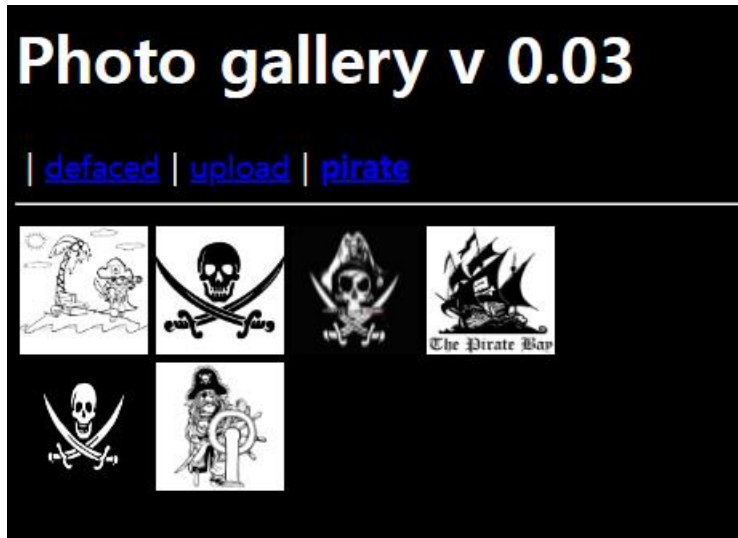 Photo gallery v 0.03
| defaced | upload | pirate
The Pirate Bay